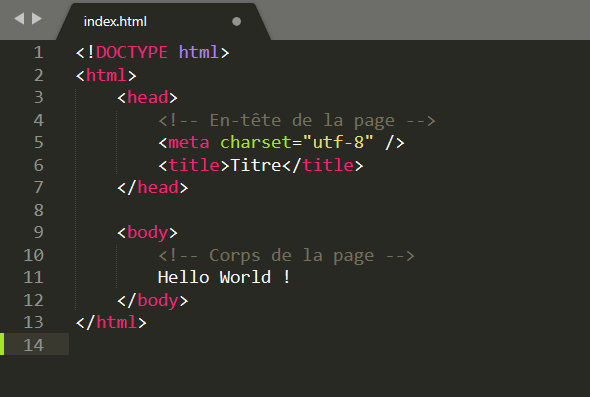 index.html
1 <!DOCTYPE html>
2 <html>
3     <head>
4         <!-- En-tête de la page -->
5         <meta charset="utf-8" />
6         <title>Titre</title>
7     </head>
8
9     <body>
10         <!-- Corps de la page -->
11         Hello World !
12     </body>
13 </html>
14